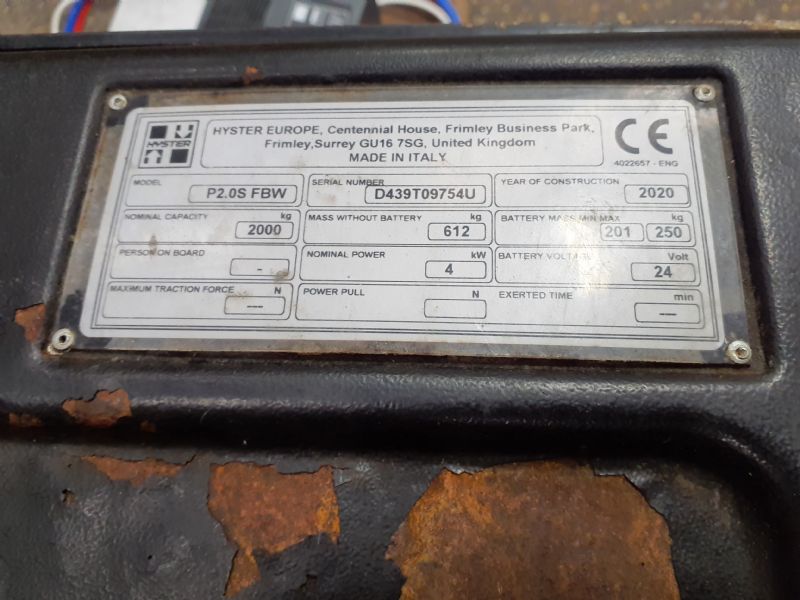 HYSTER
HYSTER EUROPE, Centennial House, Frimley Business Park,
Frimley,Surrey GU16 7SG, United Kingdom
MADE IN ITALY
CE
4022657 - ENG
MODEL P2.0S FBW
SERIAL NUMBER D439T09754U
YEAR OF CONSTRUCTION 2020
NOMINAL CAPACITY kg 2000
MASS WITHOUT BATTERY kg 612
BATTERY MASS MIN MAX kg 201 250
PERSON ON BOARD -
NOMINAL POWER kW 4
BATTERY VOLTAGE Volt 24
MAXIMUM TRACTION FORCE N ---
POWER PULL N
EXERTED TIME min ---